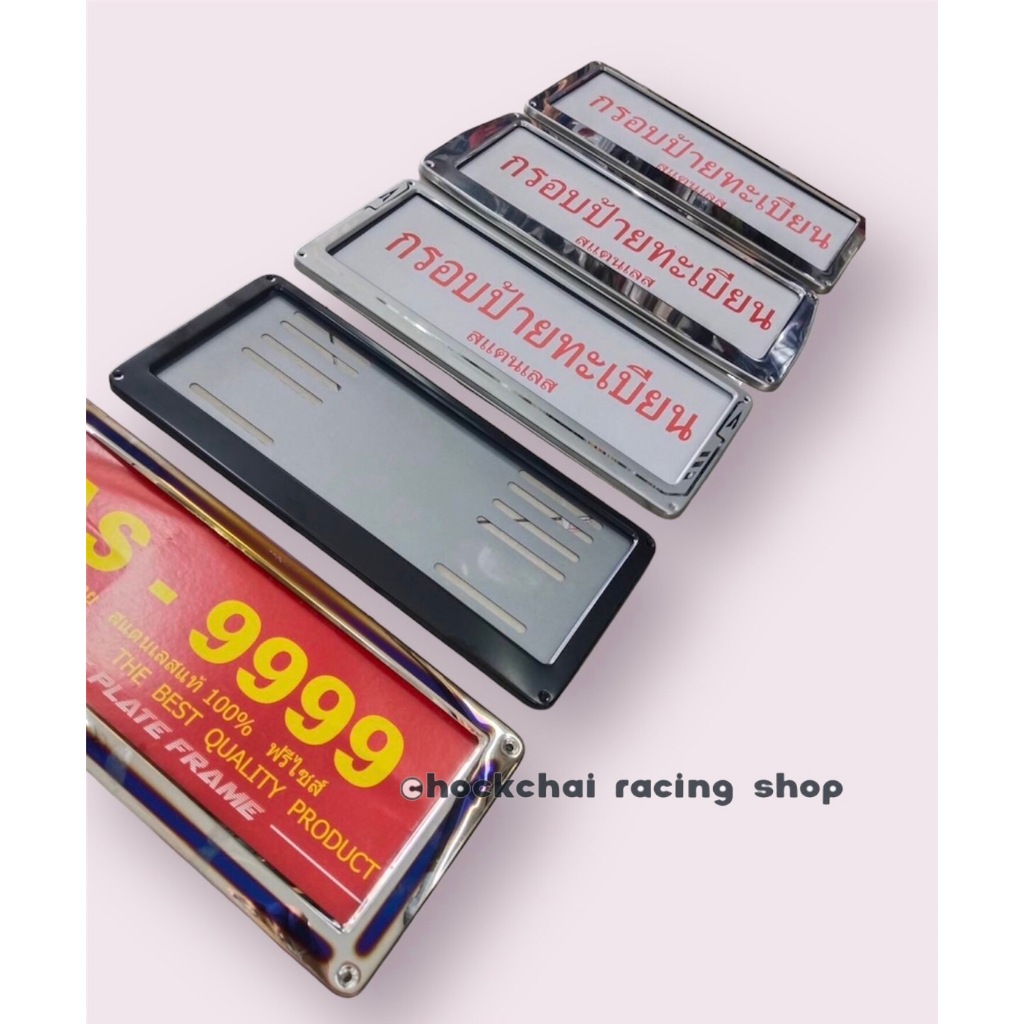 กรอบป้ายทะเบียน
สแตนเลส
กรอบป้ายทะเบียน
สแตนเลส
กรอบป้ายทะเบียน
สแตนเลส
S - 9999
สแตนเลสแท้ 100% ฟรีไซส์
THE BEST QUALITY PRODUCT
PLATE FRAME
chockchai racing shop